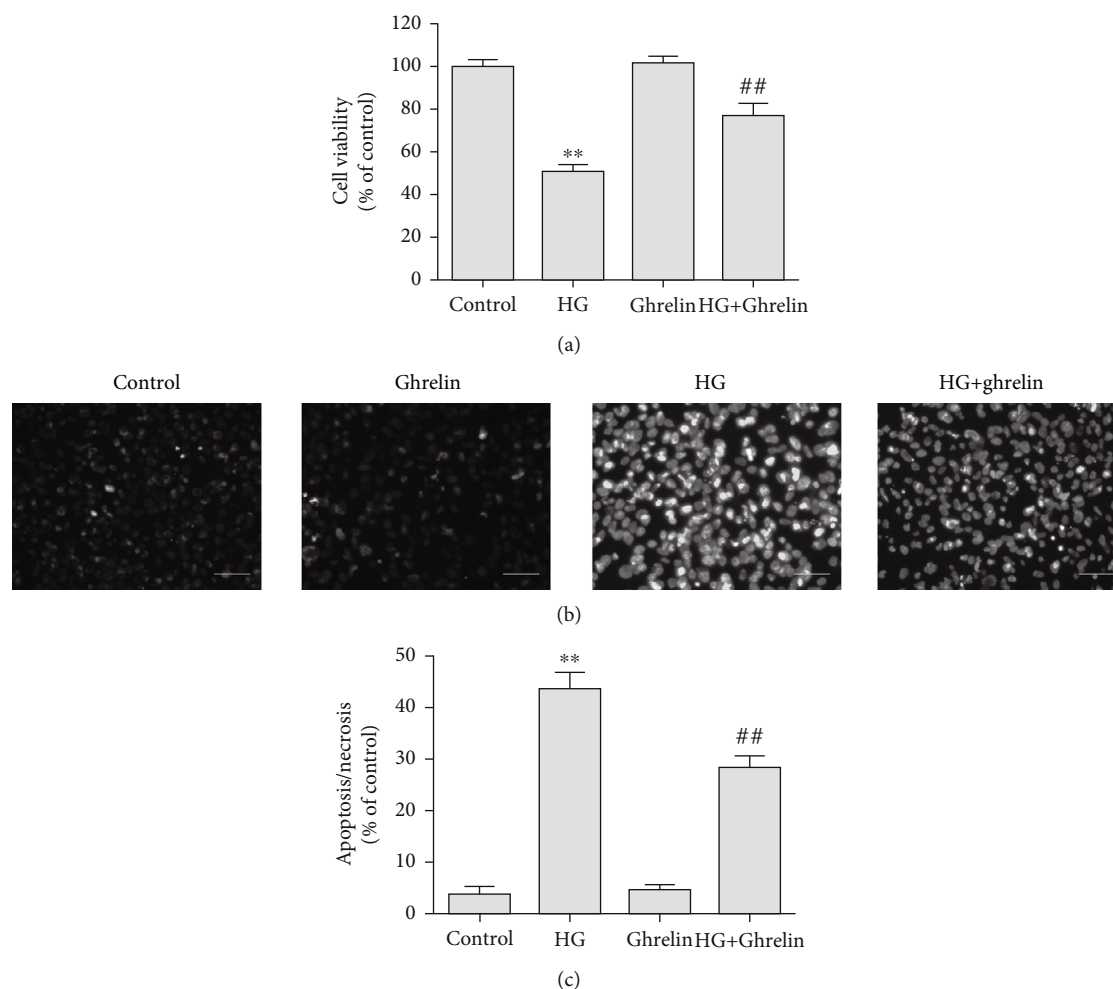 120
100
80
60
40
20
0
Cell viability
(% of control)
**
##
Control HG Ghrelin HG+Ghrelin
(a)
Control Ghrelin HG HG+ghrelin
(b)
50
40
30
20
10
0
Apoptosis/necrosis
(% of control)
**
##
Control HG Ghrelin HG+Ghrelin
(c)